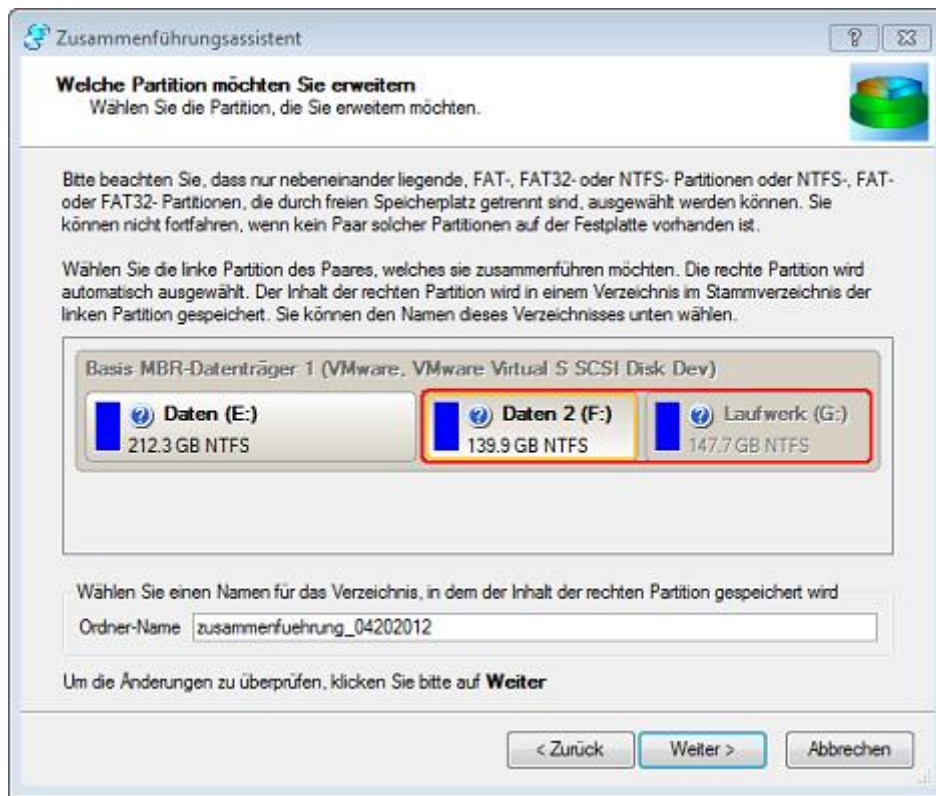 Zusammenführungsassistent
Welche Partition möchten Sie erweitern
Wählen Sie die Partition, die Sie erweitern möchten.
Bitte beachten Sie, dass nur nebeneinander liegende, FAT-, FAT32- oder NTFS- Partitionen oder NTFS-, FAT-
oder FAT32- Partitionen, die durch freien Speicherplatz getrennt sind, ausgewählt werden können. Sie
können nicht fortfahren, wenn kein Paar solcher Partitionen auf der Festplatte vorhanden ist.
Wählen Sie die linke Partition des Paares, welches sie zusammenführen möchten. Die rechte Partition wird
automatisch ausgewählt. Der Inhalt der rechten Partition wird in einem Verzeichnis im Stammverzeichnis der
linken Partition gespeichert. Sie können den Namen dieses Verzeichnisses unten wählen.
Basis MBR-Datenträger 1 (VMware, VMware Virtual S SCSI Disk Dev)
Daten (E:) Daten 2 (F:) Laufwerk (G:)
212.3 GB NTFS 139.9 GB NTFS 147.7 GB NTFS
Wählen Sie einen Namen für das Verzeichnis, in dem der Inhalt der rechten Partition gespeichert wird
Ordner-Name zusammenfuehrung_04202012
Um die Änderungen zu überprüfen, klicken Sie bitte auf Weiter
< Zurück Weiter > Abbrechen